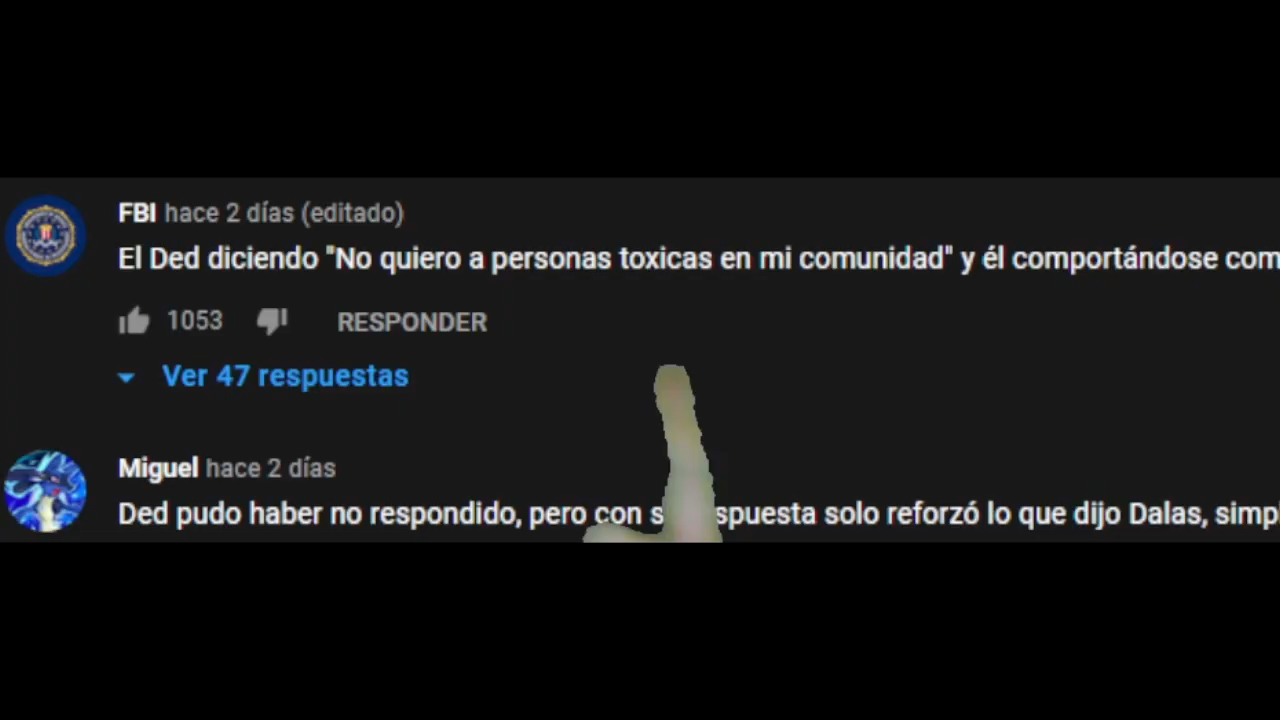 FBI hace 2 días (editado)
El Ded diciendo "No quiero a personas toxicas en mi comunidad" y él comportándose com
1053 RESPONDER
Ver 47 respuestas
Miguel hace 2 días
Ded pudo haber no respondido, pero con solo reforzó lo que dijo Dalas,